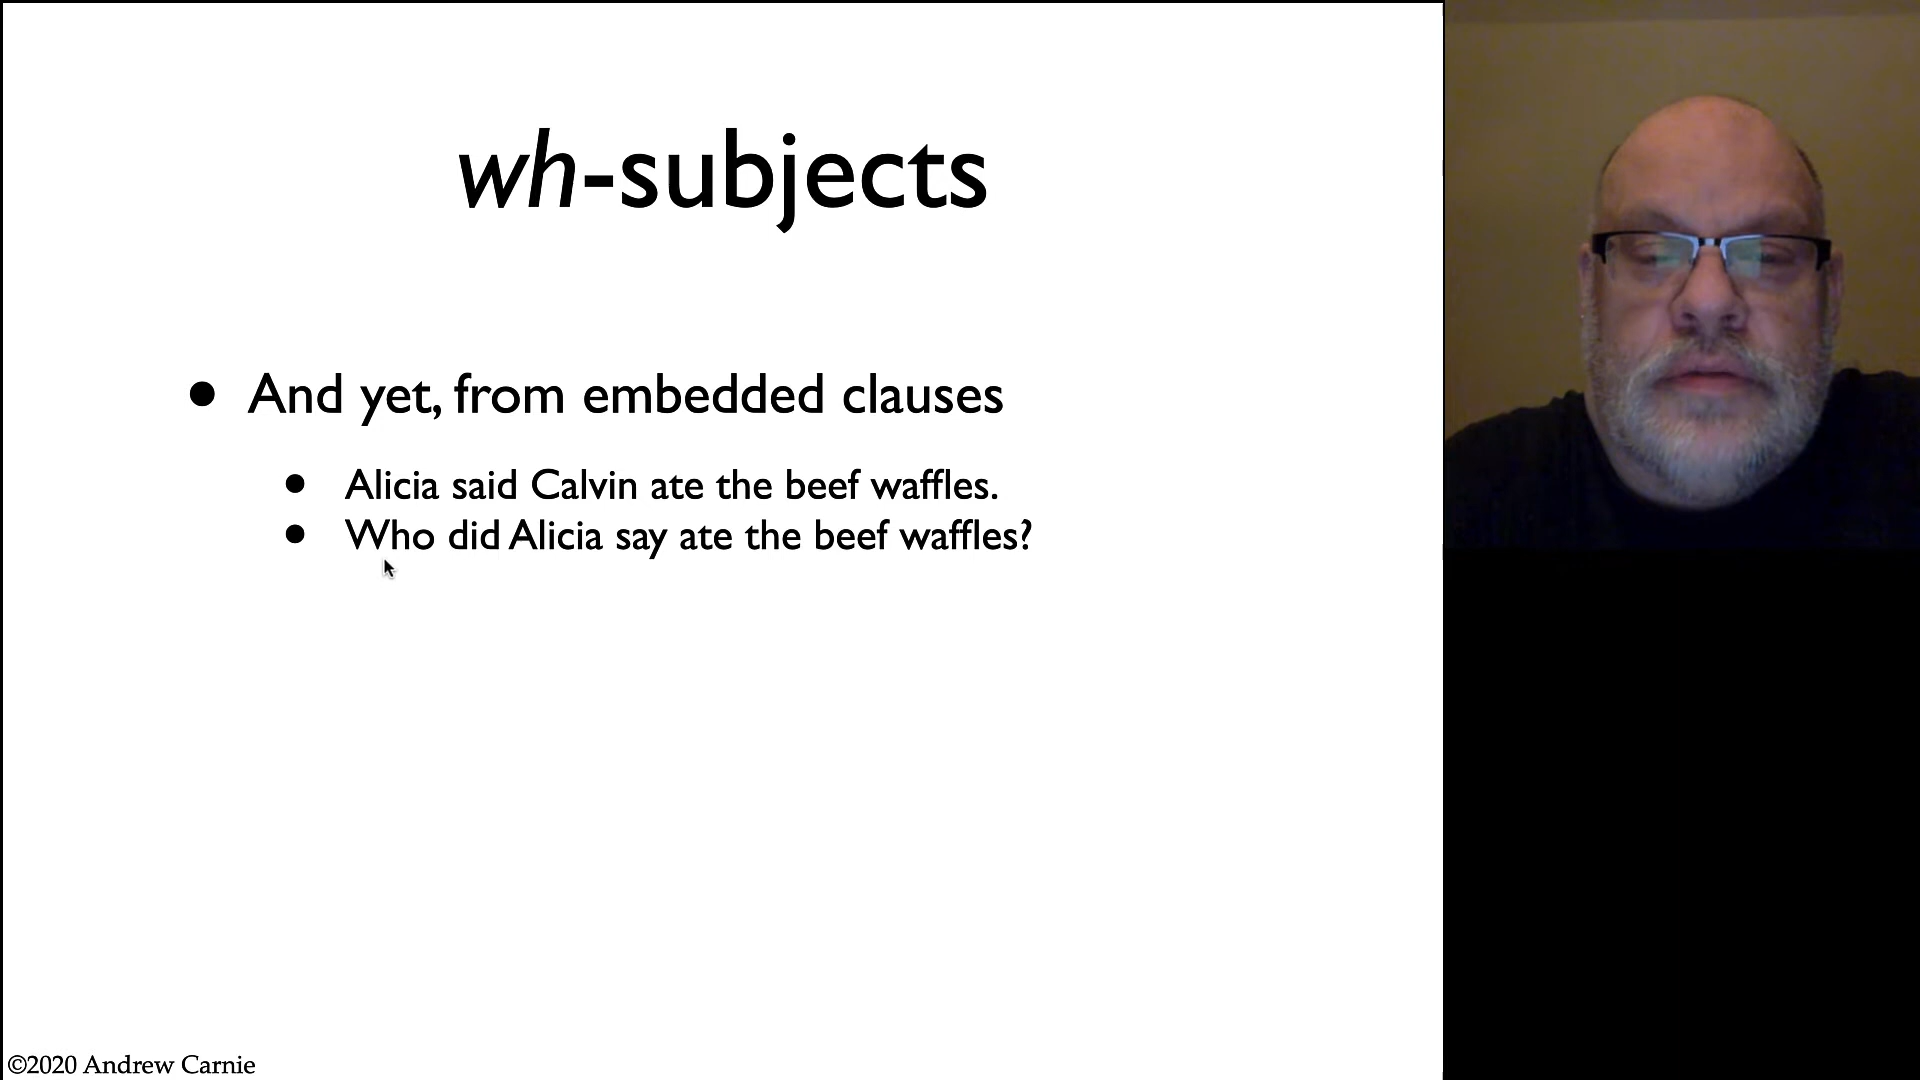 wh-subjects
• And yet, from embedded clauses
• Alicia said Calvin ate the beef waffles.
• Who did Alicia say ate the beef waffles?
©2020 Andrew Carnie